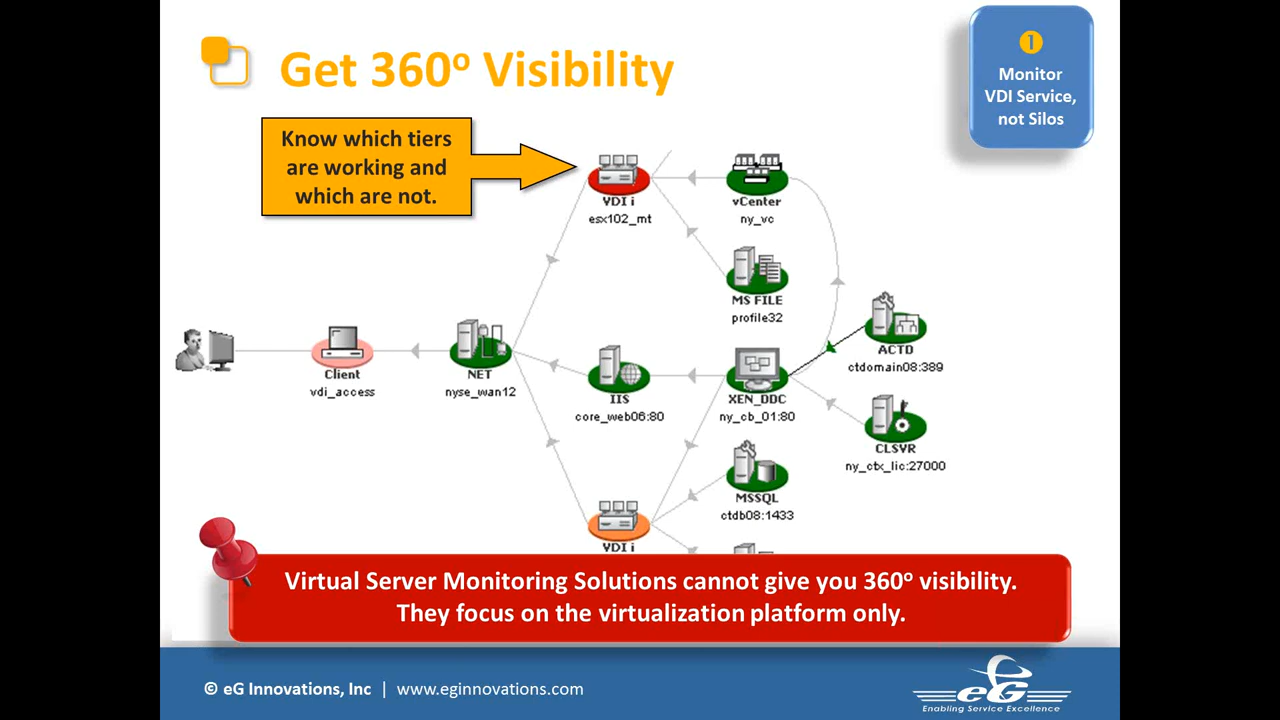 Get 360º Visibility
1
Monitor
VDI Service,
not Silos
Know which tiers
are working and
which are not.
VDI i
esx102_mt
vCenter
ny_vc
MS FILE
profile32
ACTD
ctdomain08:389
Client
vdi_access
NET
nyse_wan12
IIS
core_web06:80
XEN_DDC
ny_cb_01:80
CLSVR
ny_ctx_lic:27000
MSSQL
ctdb08:1433
VDI i
Virtual Server Monitoring Solutions cannot give you 360º visibility.
They focus on the virtualization platform only.
© eG Innovations, Inc | www.eginnovations.com
eG
Enabling Service Excellence